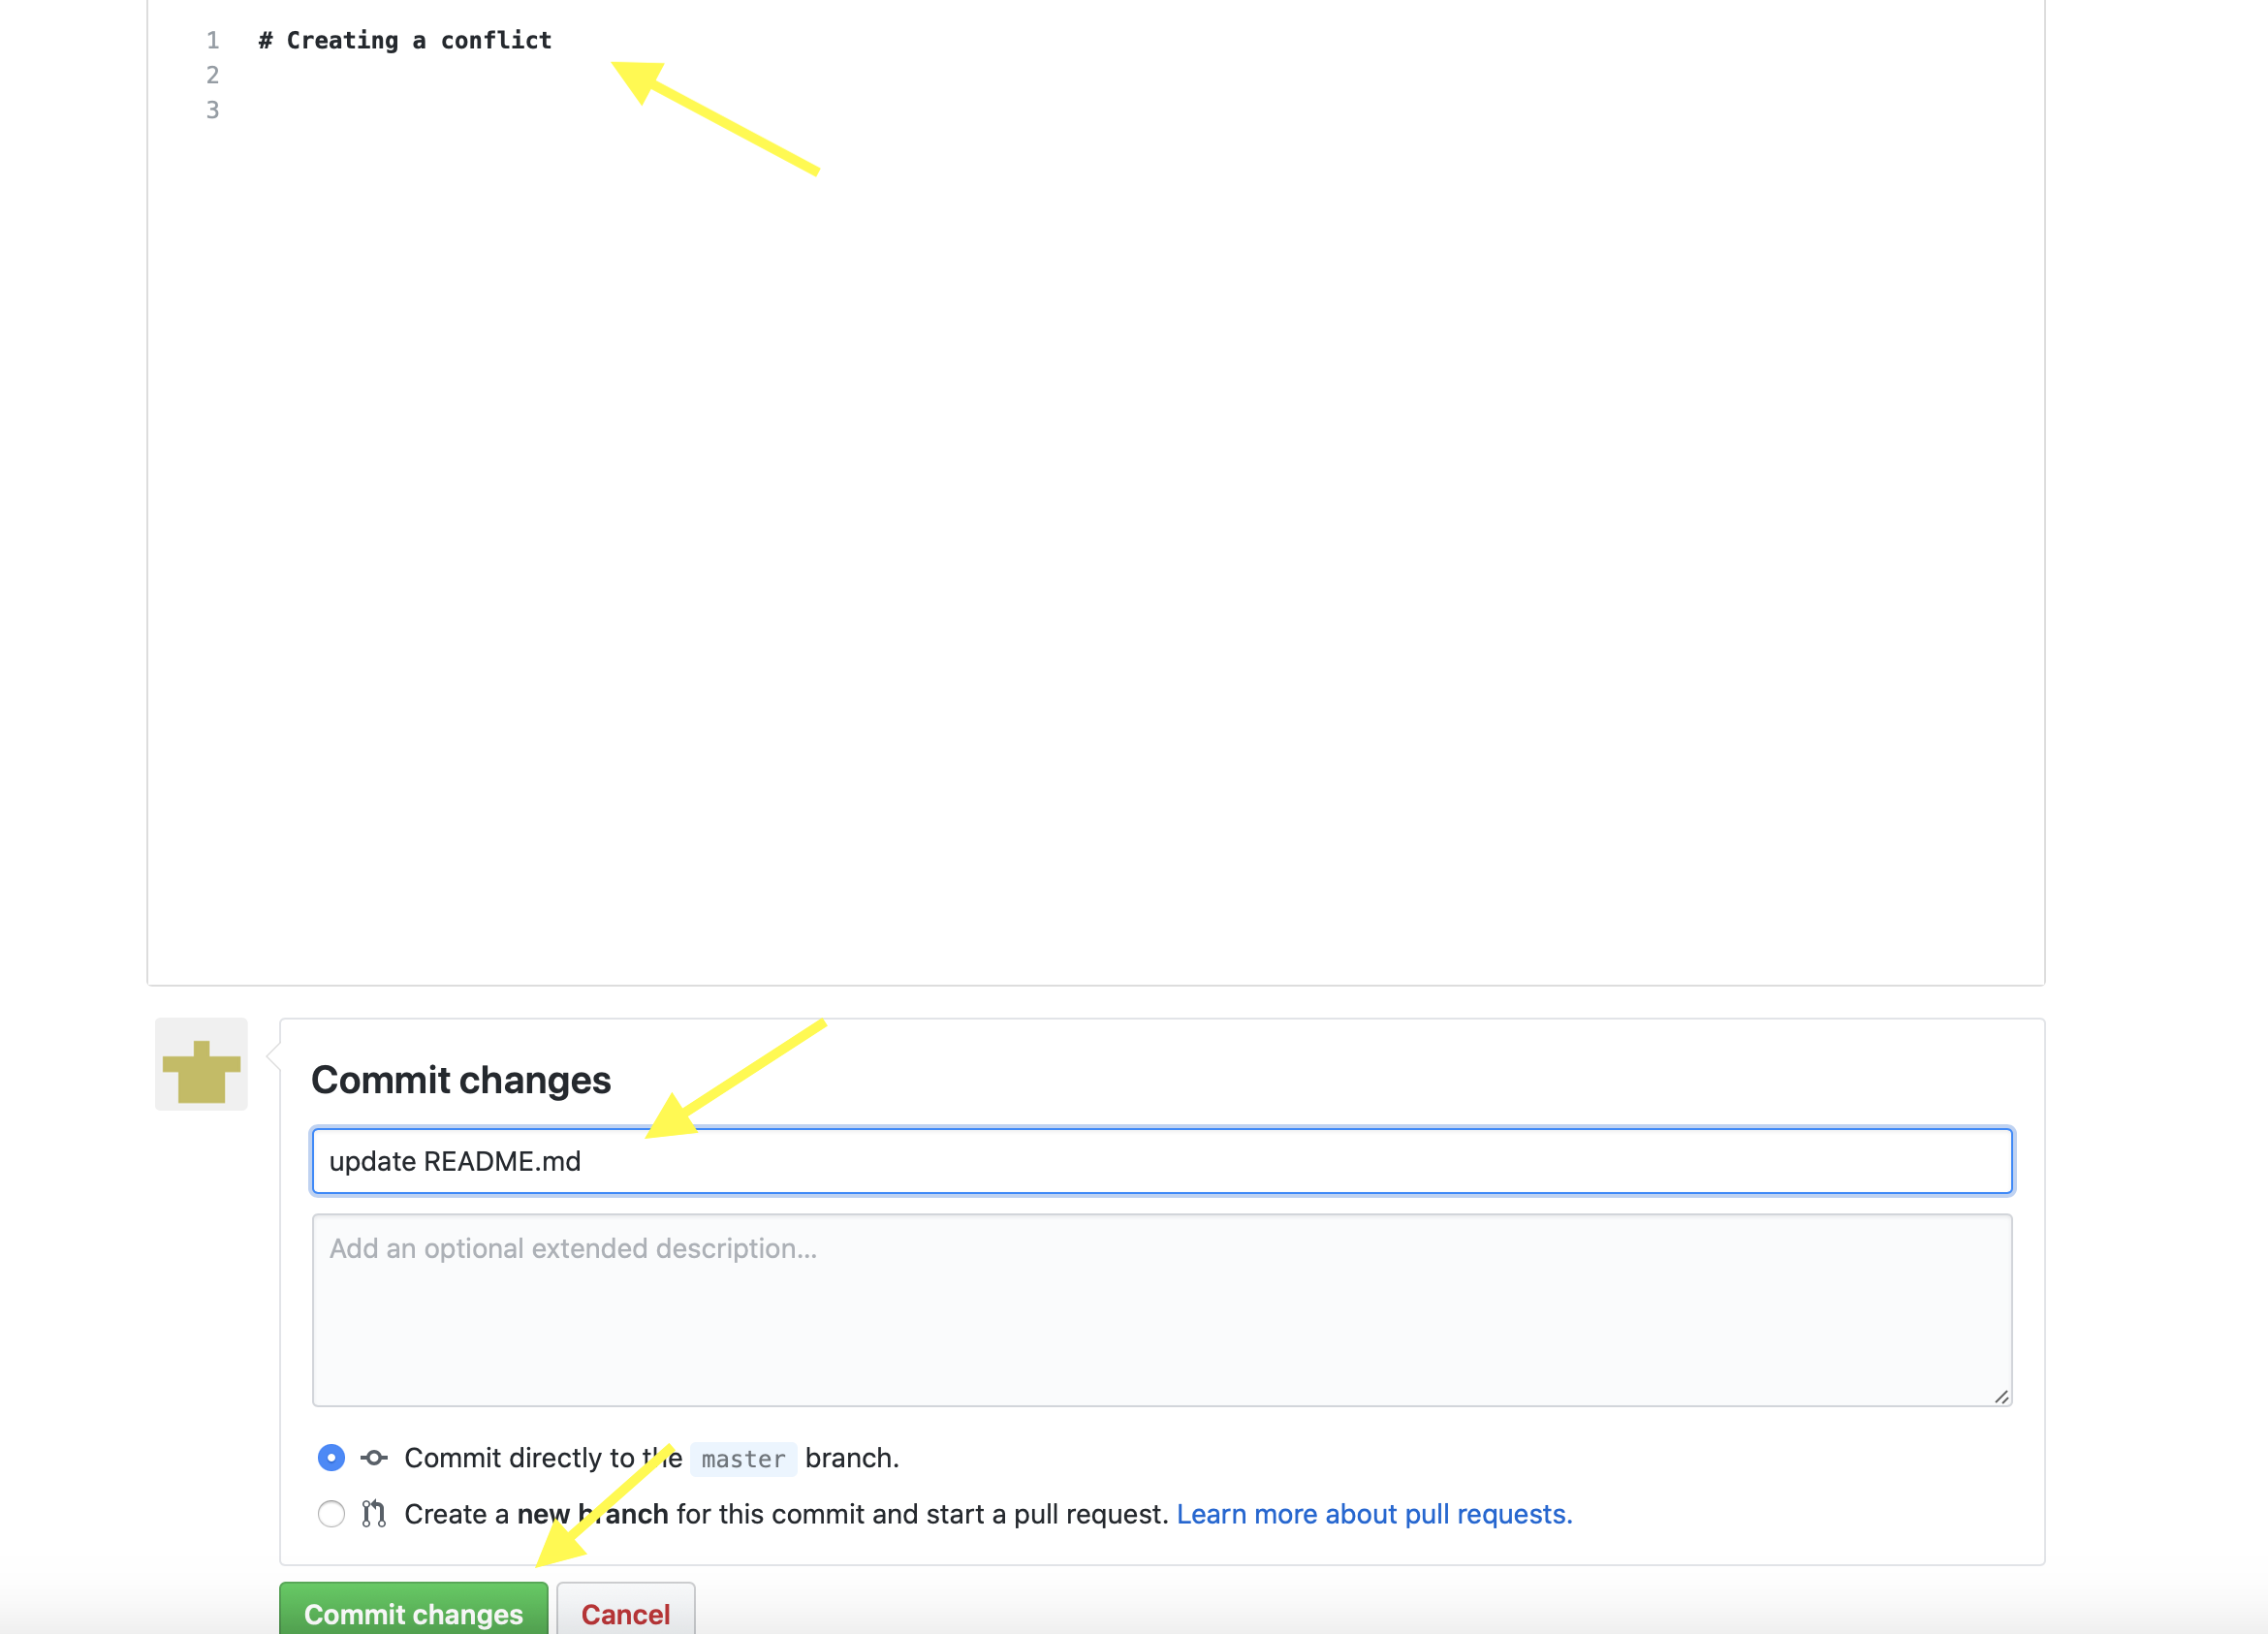 1 # Creating a conflict
2
3
Commit changes
update README.md
Add an optional extended description...
Commit directly to the master branch.
Create a new branch for this commit and start a pull request. Learn more about pull requests.
Commit changes Cancel